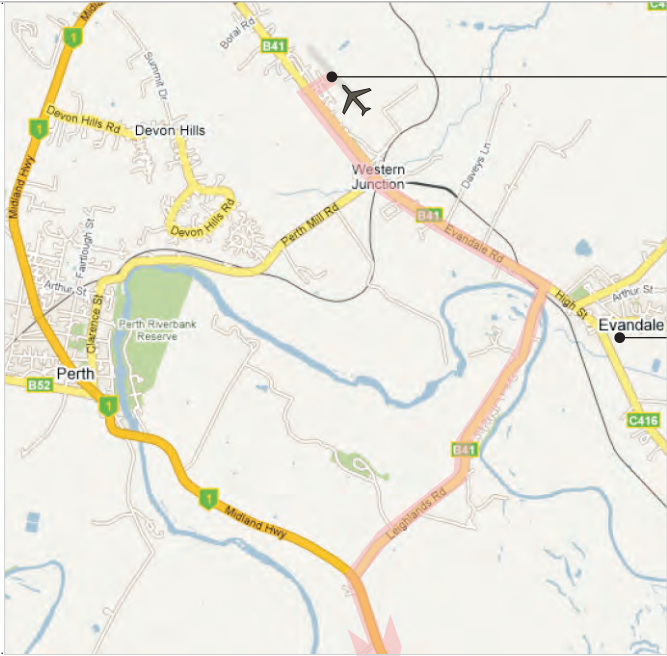 Midla
1
B41
Boral Rd
C41
Summit Dr
Devon Hills Rd
Devon Hills
1
Midland Hwy
Western
Junction
Daveys Ln
B41
Evandale Rd
Perth Mill Rd
Devon Hills Rd
Fairtlough St
Arthur St
Clarence St
High St
Arthur St
Evandale
Perth Riverbank
Reserve
Perth
B52
1
C416
B41
1
Midland Hwy
Leighlands Rd